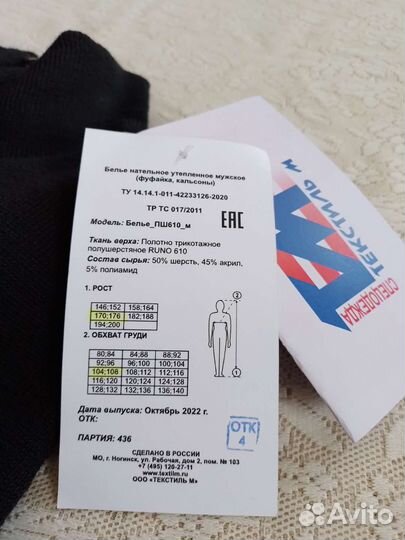 Белье нательное утепленное мужское
(фуфайка, кальсоны)
ТУ 14.14.1-011-42233126-2020
ТР ТС 017/2011
ЕАС
Модель: Белье_ПШ610_м
Ткань верха: Полотно трикотажное
полушерстяное RUNO 610
Состав сырья: 50% шерсть, 45% акрил,
5% полиамид
1. РОСТ
146;152 158;164
170;176 182;188
194;200
2. ОБХВАТ ГРУДИ
80;84 84;88 88;92
92;96 96;100 100;104
104;108 108;112 112;116
116;120 120;124 124;128
128;132 132;136 136;140
2
1
Дата выпуска: Октябрь 2022 г.
ОТК:
ОТК
4
ПАРТИЯ: 436
СДЕЛАНО В РОССИИ
МО, г. Ногинск, ул. Рабочая, дом 2, пом. № 103
+7 (495) 120-27-11
www.textilm.ru
ООО «ТЕКСТИЛЬ М»
ТЕКСТИЛЬ М
СПЕЦОДЕЖДА
Avito